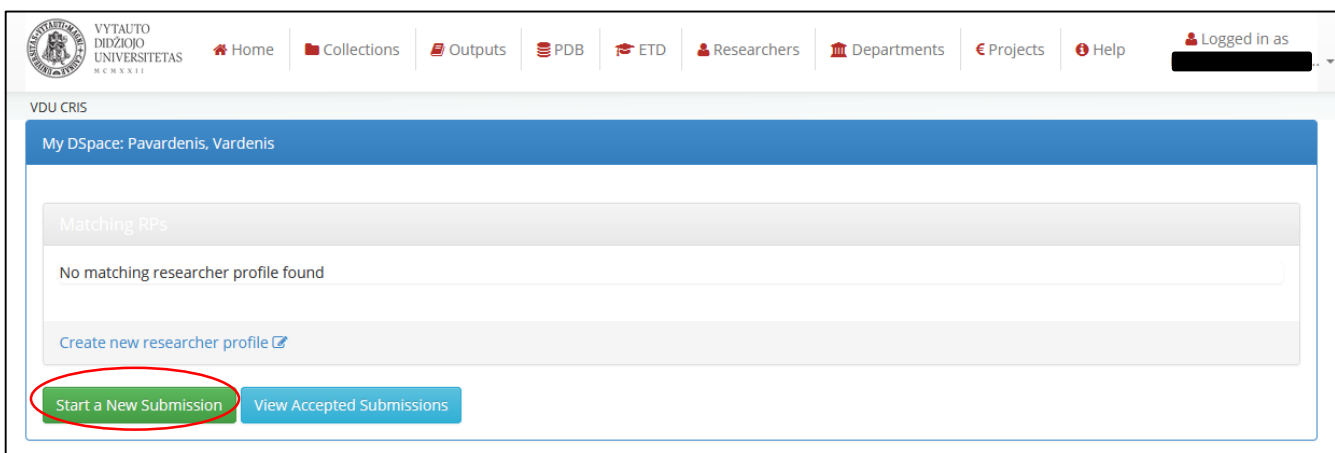 VYTAUTO
DIDŽIOJO
UNIVERSITETAS
MCMXXII
Home Collections Outputs PDB ETD Researchers Departments € Projects Help Logged in as
..
VDU CRIS
My DSpace: Pavardenis, Vardenis
Matching RPs
No matching researcher profile found
Create new researcher profile
Start a New Submission View Accepted Submissions